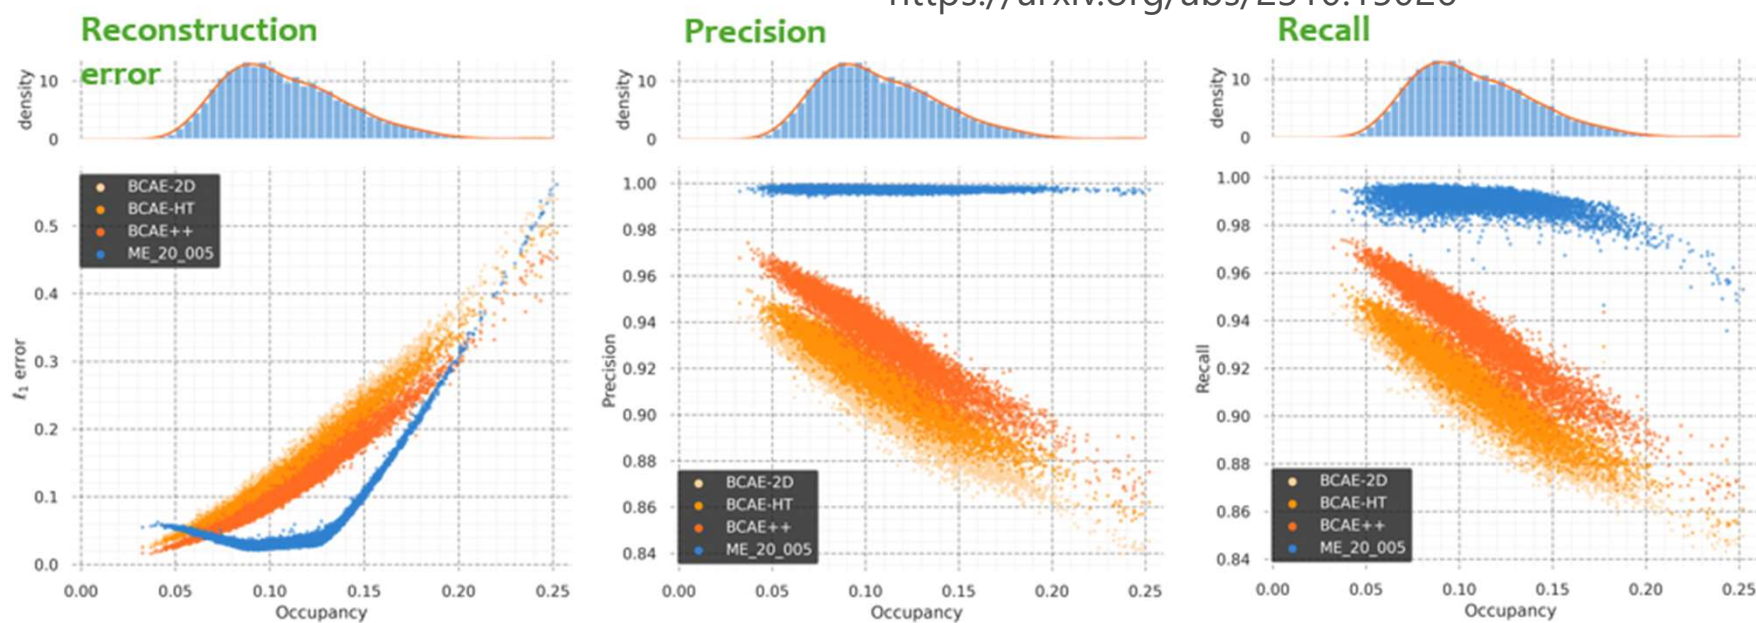 Reconstruction
error
density
10
0
BCAE-2D
BCAE-HT
BCAE++
ME_20_005
ℓ₁ error
0.5
0.4
0.3
0.2
0.1
0.0
0.00 0.05 0.10 0.15 0.20 0.25
Occupancy
Precision
density
10
0
Precision
1.00
0.98
0.96
0.94
0.92
0.90
0.88
0.86
0.84
BCAE-2D
BCAE-HT
BCAE++
ME_20_005
0.00 0.05 0.10 0.15 0.20 0.25
Occupancy
Recall
density
10
0
Recall
1.00
0.98
0.96
0.94
0.92
0.90
0.88
0.86
0.84
BCAE-2D
BCAE-HT
BCAE++
ME_20_005
0.00 0.05 0.10 0.15 0.20 0.25
Occupancy